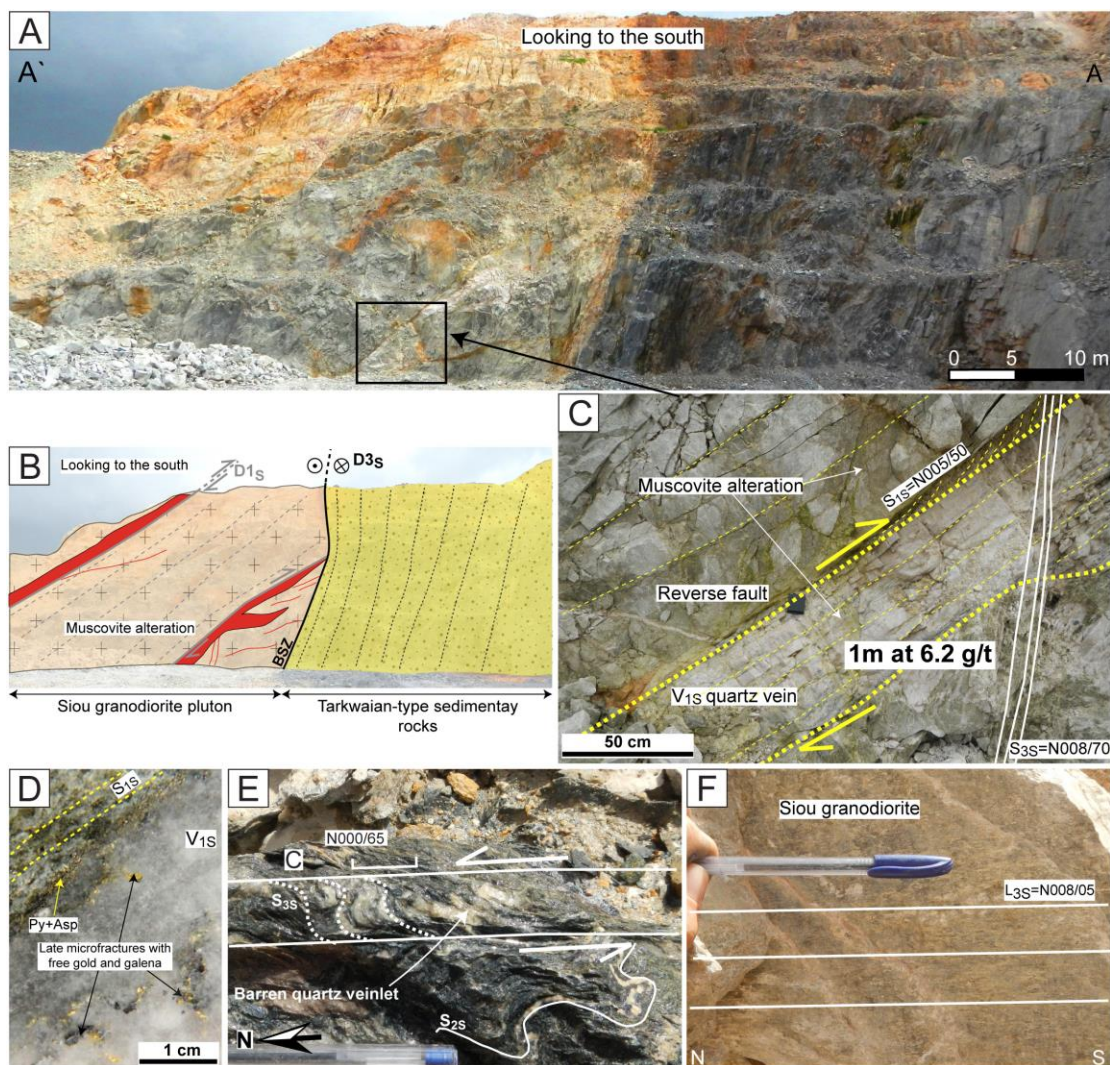 A
Looking to the south
A`
A
0 5 10 m
B
Looking to the south
D1S
D3S
Muscovite alteration
BSZ
Siou granodiorite pluton
Tarkwaian-type sedimentay
rocks
C
Muscovite alteration
S1S=N005/50
Reverse fault
1m at 6.2 g/t
V1S quartz vein
50 cm
S3S=N008/70
D
S1S
V1S
Py+Asp
Late microfractures with
free gold and galena
1 cm
E
N000/65
C
S3S
Barren quartz veinlet
S2S
N
F
Siou granodiorite
L3S=N008/05
N
S